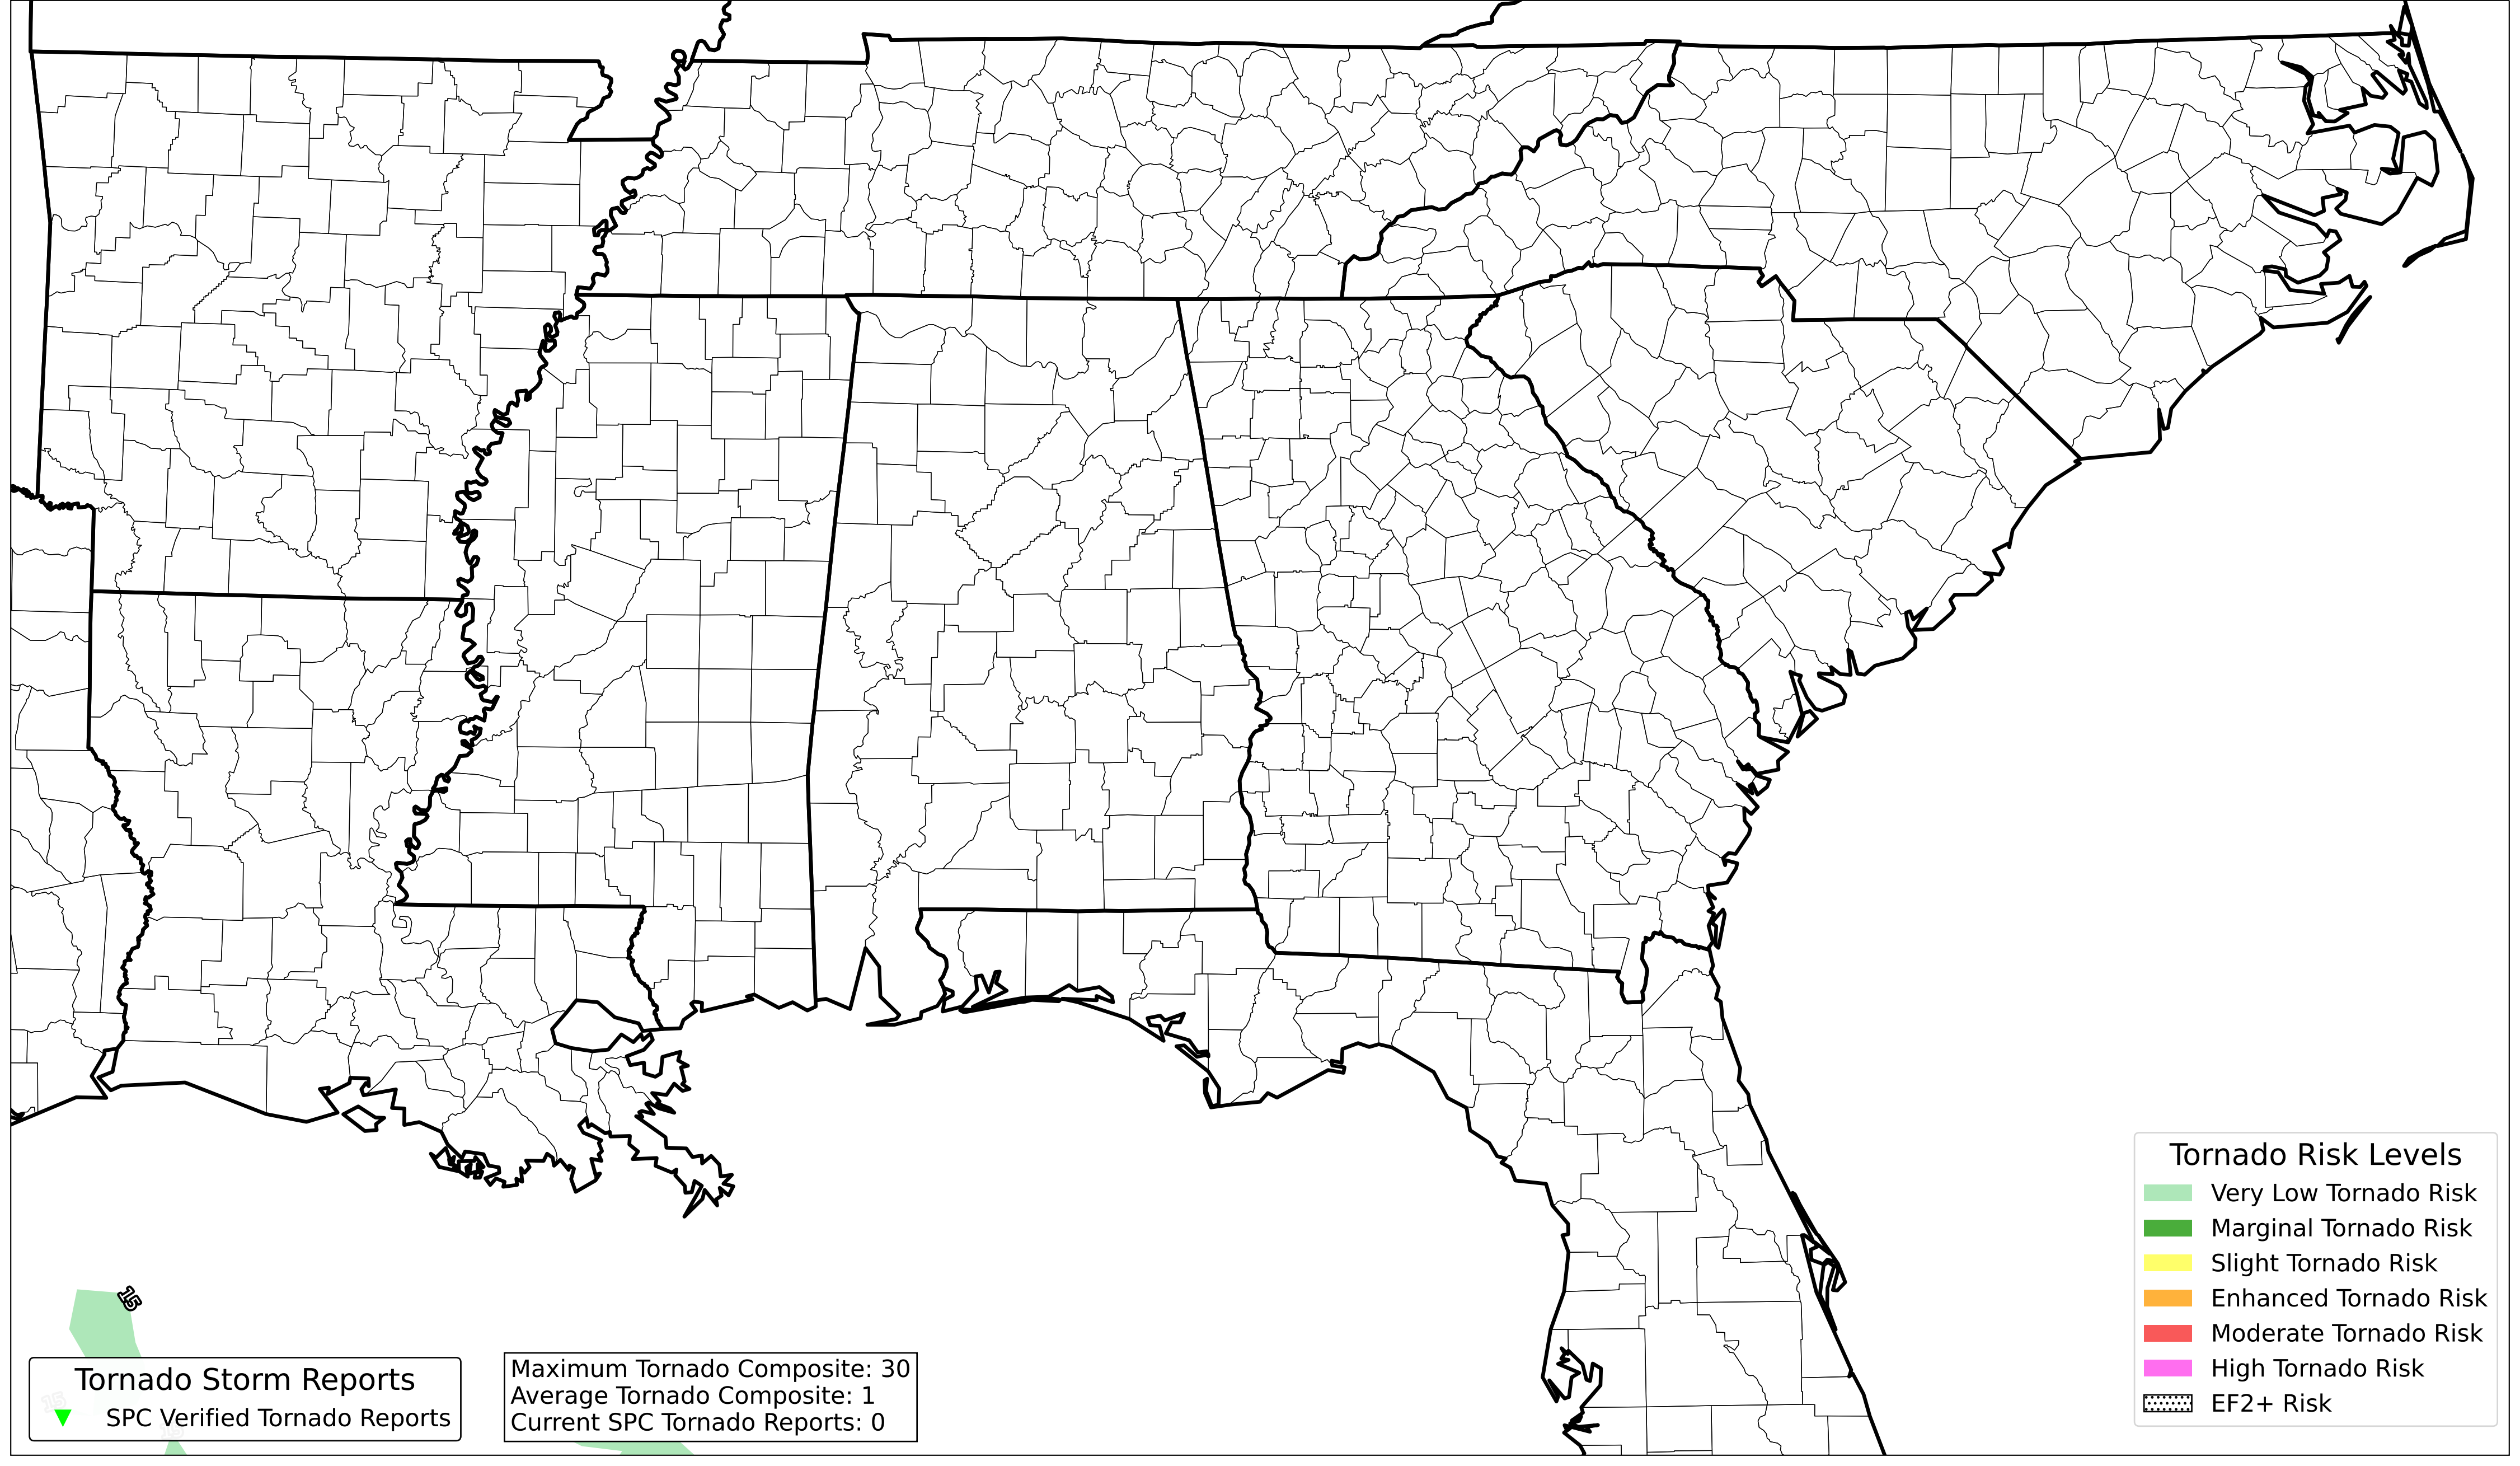 15
Tornado Storm Reports
SPC Verified Tornado Reports
Maximum Tornado Composite: 30
Average Tornado Composite: 1
Current SPC Tornado Reports: 0
Tornado Risk Levels
Very Low Tornado Risk
Marginal Tornado Risk
Slight Tornado Risk
Enhanced Tornado Risk
Moderate Tornado Risk
High Tornado Risk
EF2+ Risk